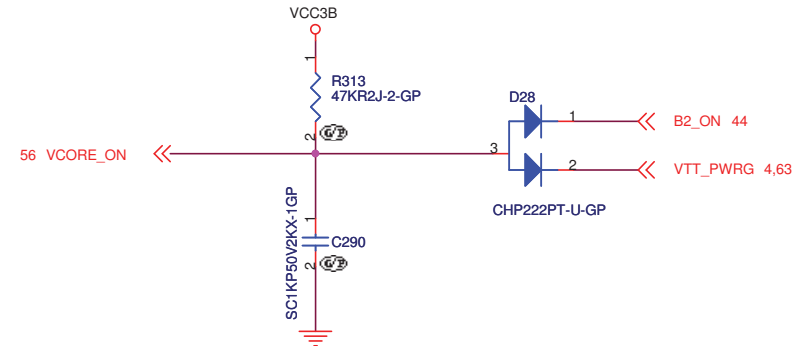 VCC3B
1
R313
47KR2J-2-GP
2
G/P
D28
1
B2_ON 44
56 VCORE_ON
3
2
VTT_PWRG 4,63
CHP222PT-U-GP
SC1KP50V2KX-1GP
1
C290
2
G/P